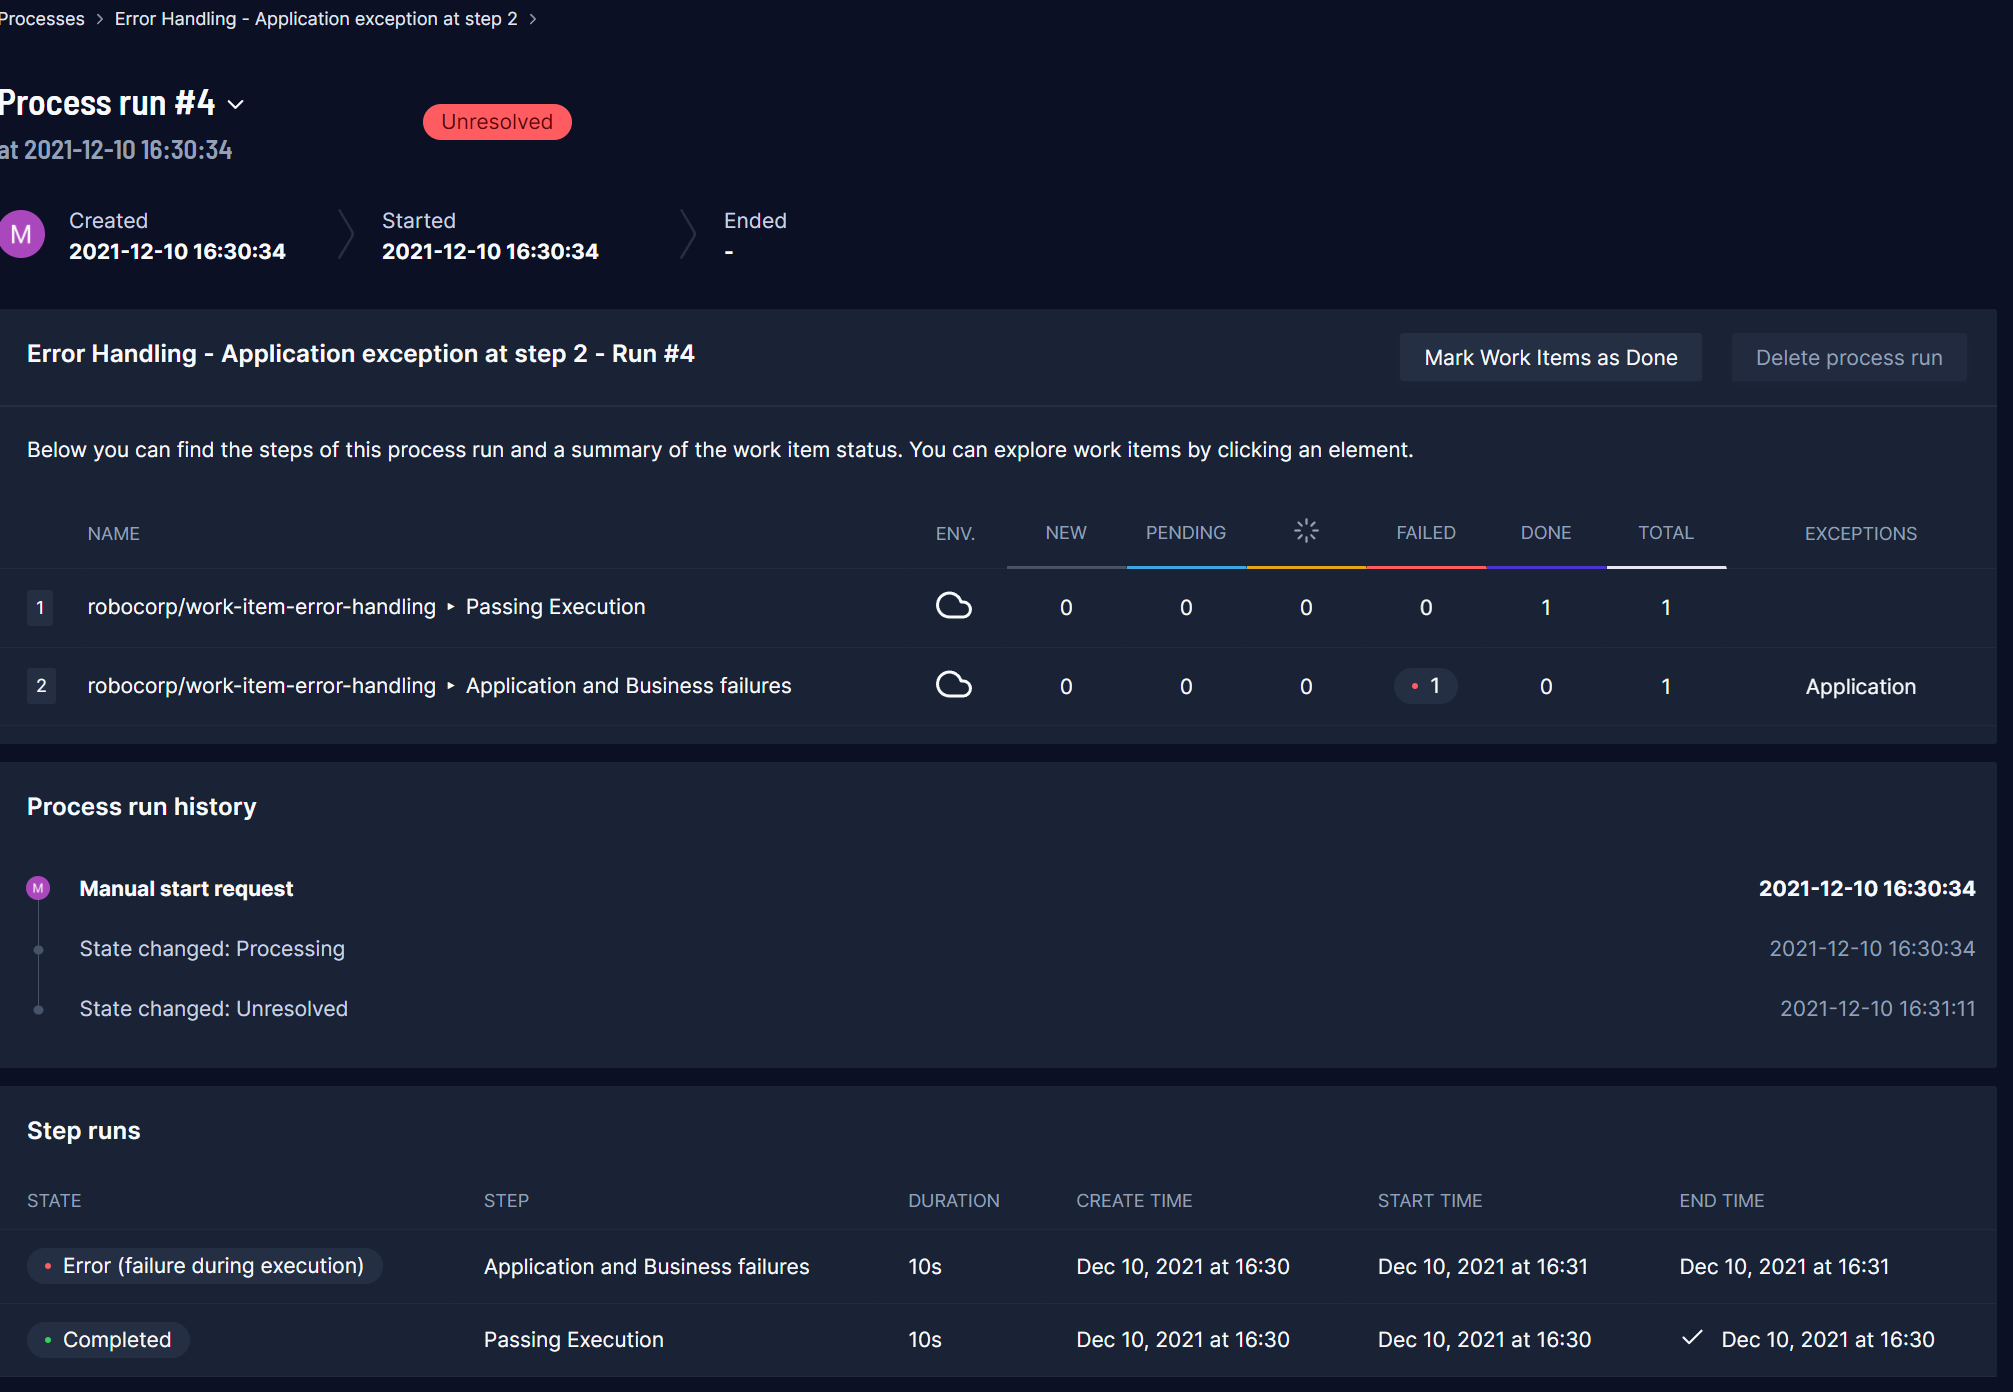 Processes > Error Handling - Application exception at step 2 >
Process run #4
Unresolved
at 2021-12-10 16:30:34
M
Created
2021-12-10 16:30:34
Started
2021-12-10 16:30:34
Ended
-
Error Handling - Application exception at step 2 - Run #4
Mark Work Items as Done
Delete process run
Below you can find the steps of this process run and a summary of the work item status. You can explore work items by clicking an element.
NAME ENV. NEW PENDING FAILED DONE TOTAL EXCEPTIONS
1 robocorp/work-item-error-handling ▸ Passing Execution 0 0 0 0 1 1
2 robocorp/work-item-error-handling ▸ Application and Business failures 0 0 0 • 1 0 1 Application
Process run history
M Manual start request 2021-12-10 16:30:34
State changed: Processing 2021-12-10 16:30:34
State changed: Unresolved 2021-12-10 16:31:11
Step runs
STATE STEP DURATION CREATE TIME START TIME END TIME
• Error (failure during execution) Application and Business failures 10s Dec 10, 2021 at 16:30 Dec 10, 2021 at 16:31 Dec 10, 2021 at 16:31
• Completed Passing Execution 10s Dec 10, 2021 at 16:30 Dec 10, 2021 at 16:30 ✓ Dec 10, 2021 at 16:30